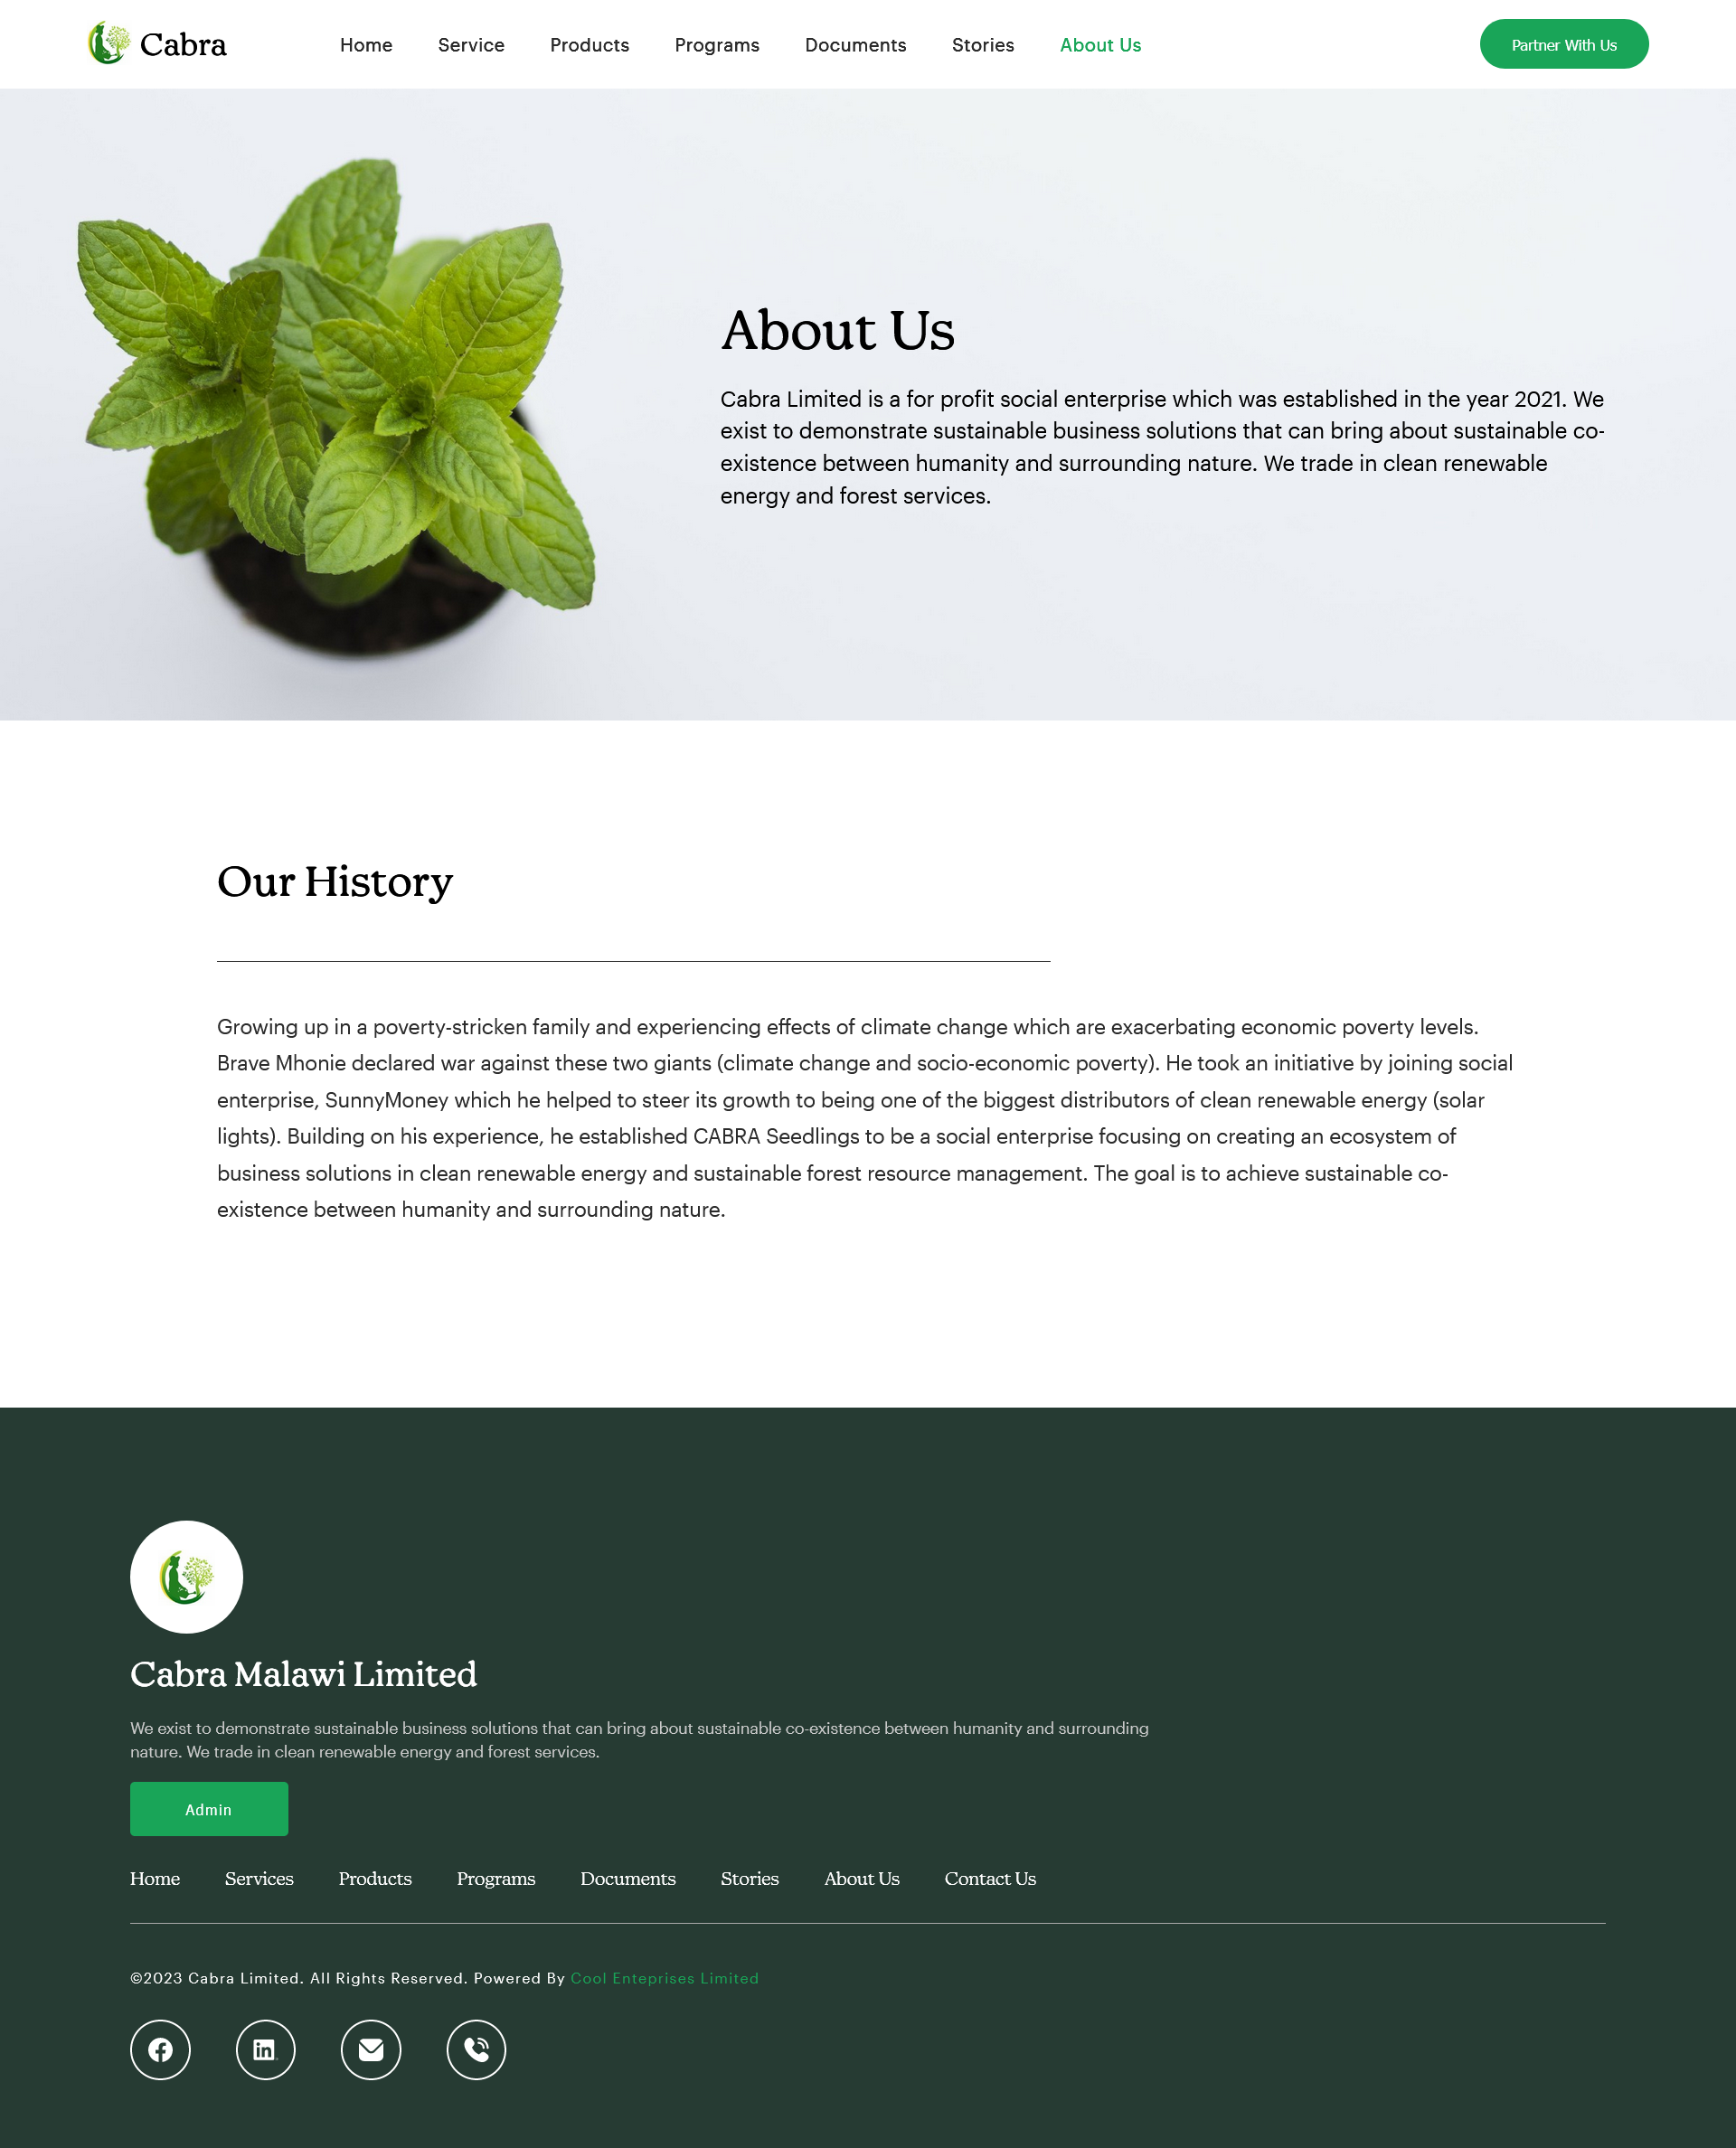 Cabra
Home
Service
Products
Programs
Documents
Stories
About Us
Partner With Us
About Us
Cabra Limited is a for profit social enterprise which was established in the year 2021. We
exist to demonstrate sustainable business solutions that can bring about sustainable co-
existence between humanity and surrounding nature. We trade in clean renewable
energy and forest services.
Our History
Growing up in a poverty-stricken family and experiencing effects of climate change which are exacerbating economic poverty levels.
Brave Mhonie declared war against these two giants (climate change and socio-economic poverty). He took an initiative by joining social
enterprise, SunnyMoney which he helped to steer its growth to being one of the biggest distributors of clean renewable energy (solar
lights). Building on his experience, he established CABRA Seedlings to be a social enterprise focusing on creating an ecosystem of
business solutions in clean renewable energy and sustainable forest resource management. The goal is to achieve sustainable co-
existence between humanity and surrounding nature.
Cabra Malawi Limited
We exist to demonstrate sustainable business solutions that can bring about sustainable co-existence between humanity and surrounding
nature. We trade in clean renewable energy and forest services.
Admin
Home
Services
Products
Programs
Documents
Stories
About Us
Contact Us
©2023 Cabra Limited. All Rights Reserved. Powered By Cool Enteprises Limited